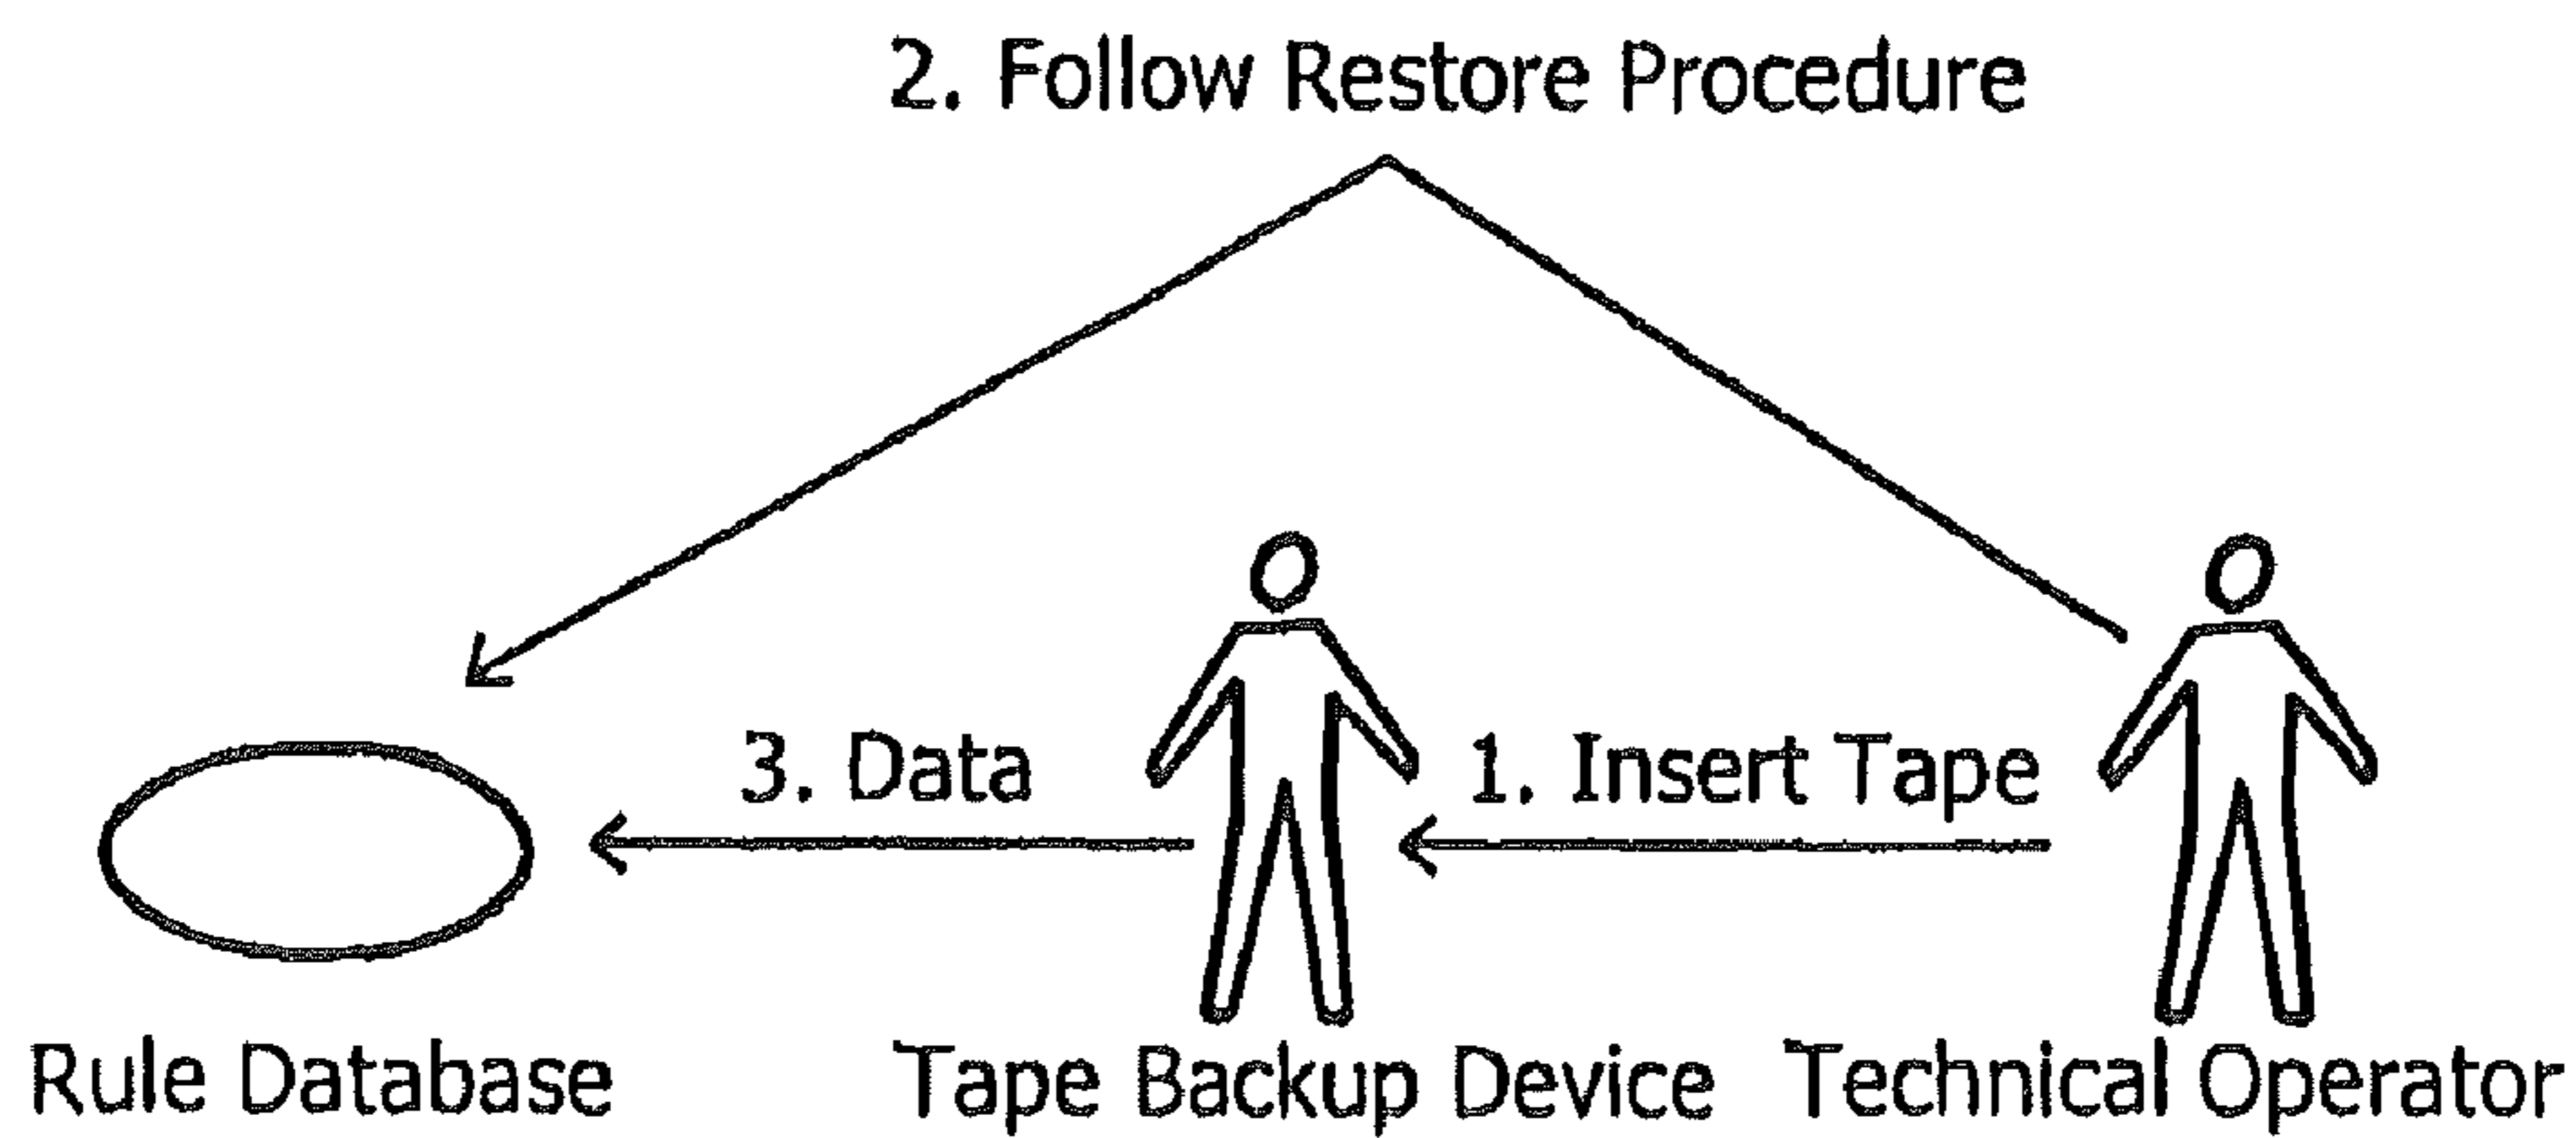 2. Follow Restore Procedure
3. Data
1. Insert Tape
Rule Database
Tape Backup Device
Technical Operator